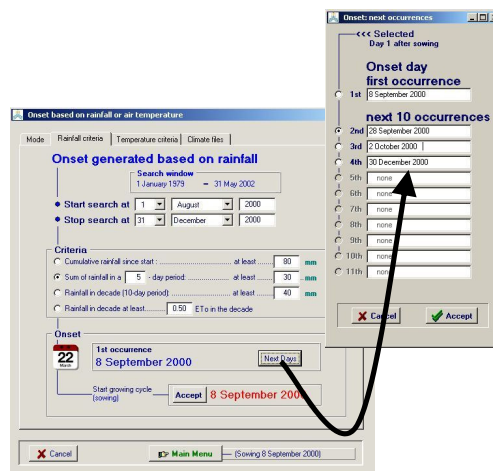 Onset based on rainfall or air temperature
Mode
Rainfall criteria
Temperature criteria
Climate files
Onset generated based on rainfall
Search window
1 January 1979 – 31 May 2002
Start search at 1 August 2000
Stop search at 31 December 2000
Criteria
Cumulative rainfall since start : at least 80 mm
Sum of rainfall in a 5 - day period: at least 30 mm
Rainfall in decade (10-day period) at least 40 mm
Rainfall in decade at least 0.50 ETo in the decade
Onset
22
March
1st occurrence
8 September 2000
Next Days
Start growing cycle
(sowing)
Accept 8 September 200
Cancel
Main Menu
(Sowing 8 September 2000)
Onset: next occurrences
<<< Selected
Day 1 after sowing
Onset day
first occurrence
1st 8 September 2000
next 10 occurrences
2nd 28 September 2000
3rd 2 October 2000
4th 30 December 2000
5th none
6th none
7th none
8th none
9th none
10th none
11th none
Cancel
Accept